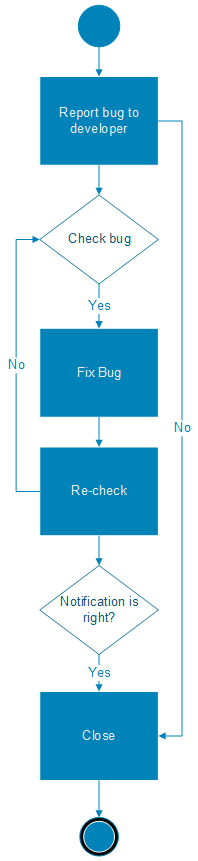 Report bug to
developer
Check bug
Yes
No
Fix Bug
No
Re-check
Notification is
right?
Yes
Close